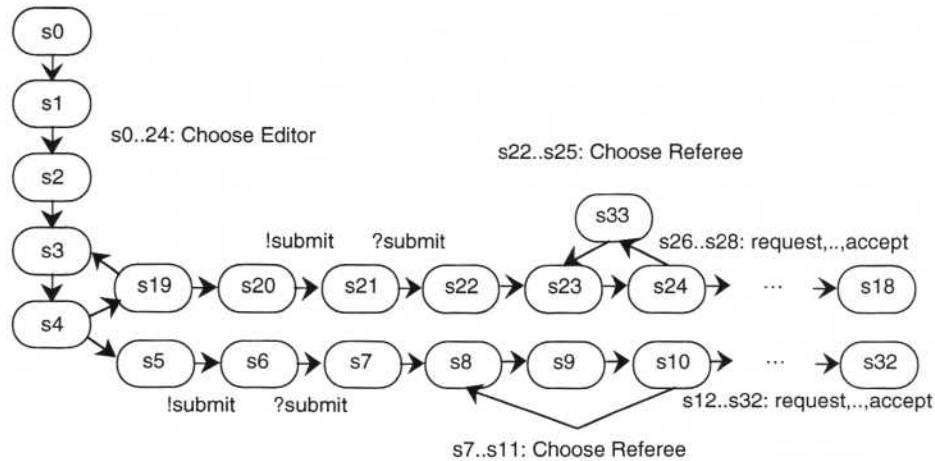 s0
s1
s0..24: Choose Editor
s22..s25: Choose Referee
s2
s33
s3
!submit ?submit
s26..s28: request,..,accept
s19 s20 s21 s22 s23 s24 ... s18
s4
s5 s6 s7 s8 s9 s10 ... s32
!submit ?submit
s12..s32: request,..,accept
s7..s11: Choose Referee